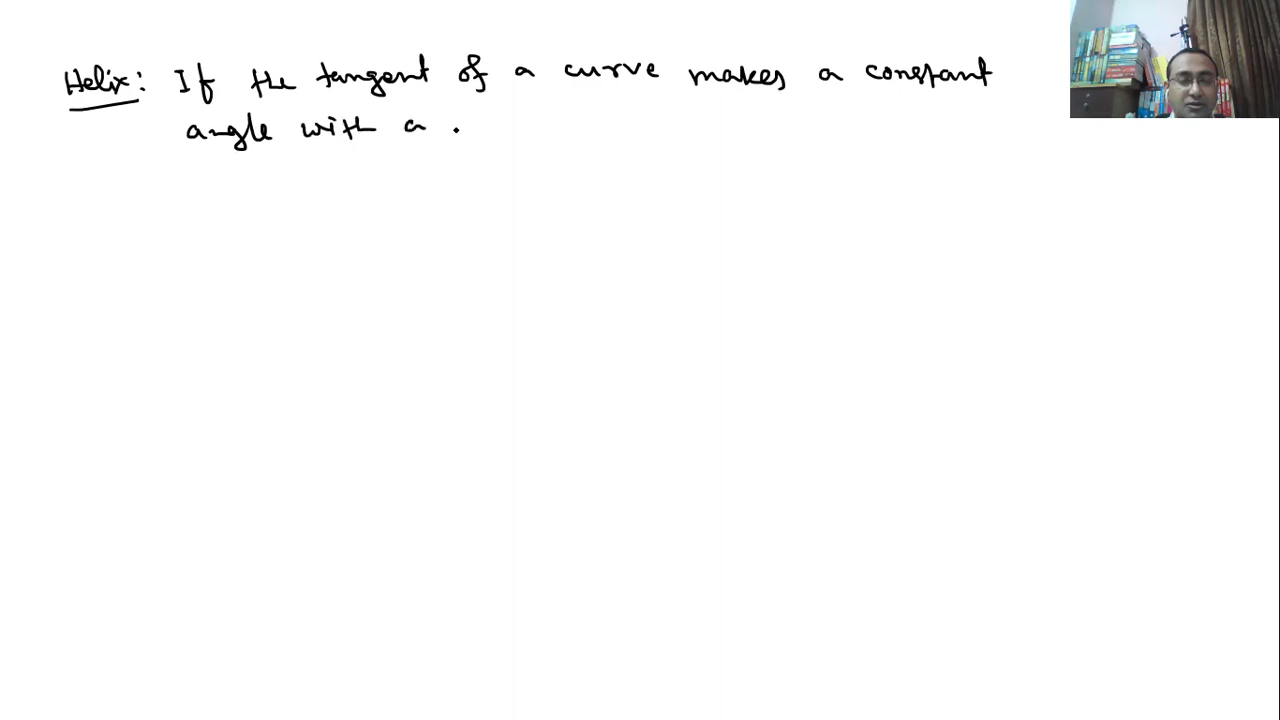 Helix: If the tangent of a curve makes a constant
angle with a .